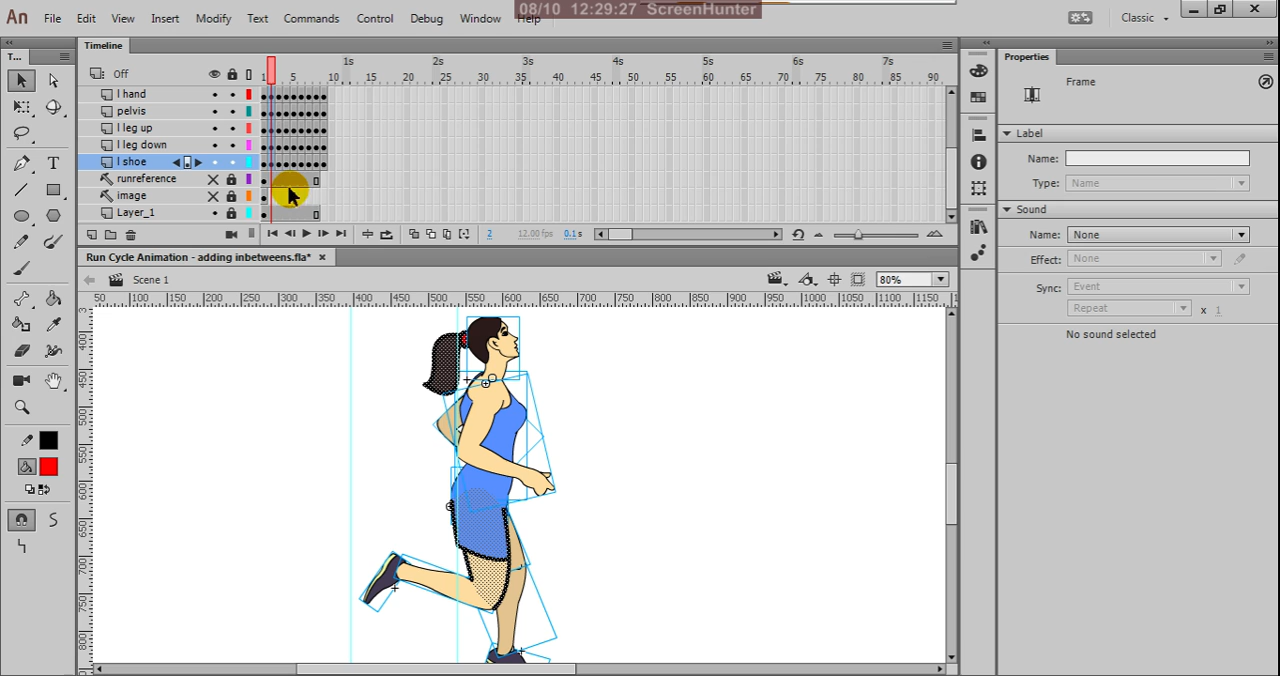 08/10 12:29:27 ScreenHunter
An File Edit View Insert Modify Text Commands Control Debug Window Help Classic
T... Timeline Properties
Off 1s 2s 3s 4s 5s 6s 7s
1 5 10 15 20 25 30 35 40 45 50 55 60 65 70 75 80 85 90
Frame
l hand
pelvis
l leg up
l leg down
l shoe
runreference
image
Layer_1
2 12.00 fps 0.1s
Label
Name:
Type: Name
Sound
Name: None
Effect: None
Sync: Event
Repeat x 1
No sound selected
Run Cycle Animation - adding inbetweens.fla*
Scene 1 80%
50 100 150 200 250 300 350 400 450 500 550 600 650 700 750 800 850 900 950 1000 1050 1100 1150
400
450
500
550
600
650
700
750
800